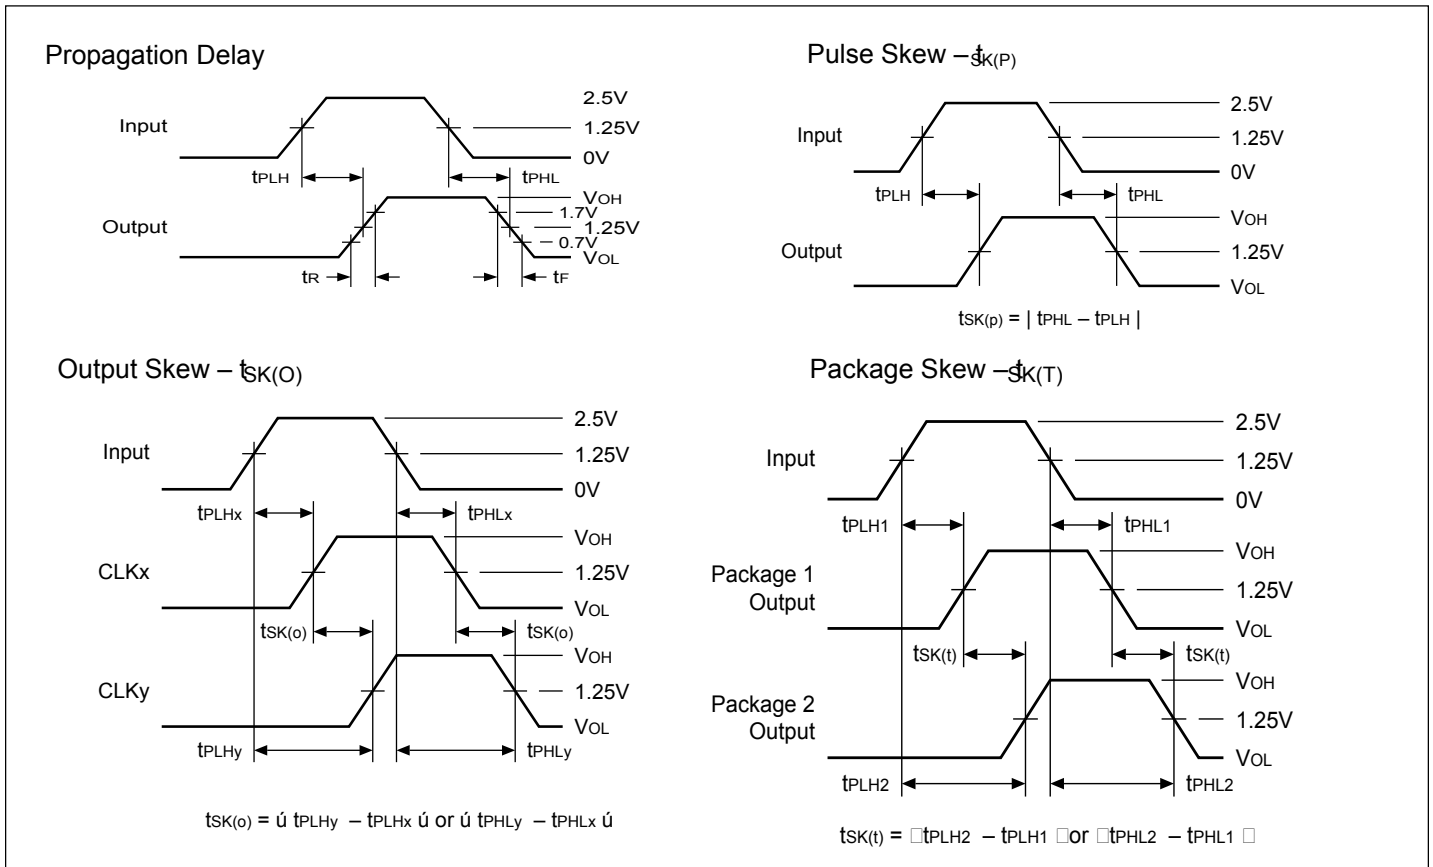 Propagation Delay
Input
2.5V
1.25V
0V
tPLH
tPHL
Output
VOH
1.7V
1.25V
0.7V
VOL
tR
tF
Pulse Skew – tSK(P)
Input
2.5V
1.25V
0V
tPLH
tPHL
Output
VOH
1.25V
VOL
tSK(p) = | tPHL – tPLH |
Output Skew – tSK(O)
Input
2.5V
1.25V
0V
tPLHx
tPHLx
CLKx
VOH
1.25V
VOL
tSK(o)
tSK(o)
CLKy
VOH
1.25V
VOL
tPLHy
tPHLy
tSK(o) = ú tPLHy – tPLHx ú or ú tPHLy – tPHLx ú
Package Skew – tSK(T)
Input
2.5V
1.25V
0V
tPLH1
tPHL1
Package 1
Output
VOH
1.25V
VOL
tSK(t)
tSK(t)
Package 2
Output
VOH
1.25V
VOL
tPLH2
tPHL2
tSK(t) = □tPLH2 – tPLH1 □or □tPHL2 – tPHL1 □